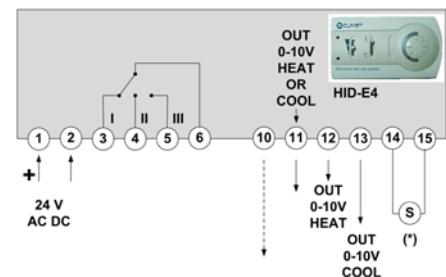 OUT
0-10V
HEAT
OR
COOL
CLIVET
HID-E4
I II III
1 2 3 4 5 6 10 11 12 13 14 15
+
24 V
AC DC
OUT
0-10V
HEAT
S
(*)
OUT
0-10V
COOL